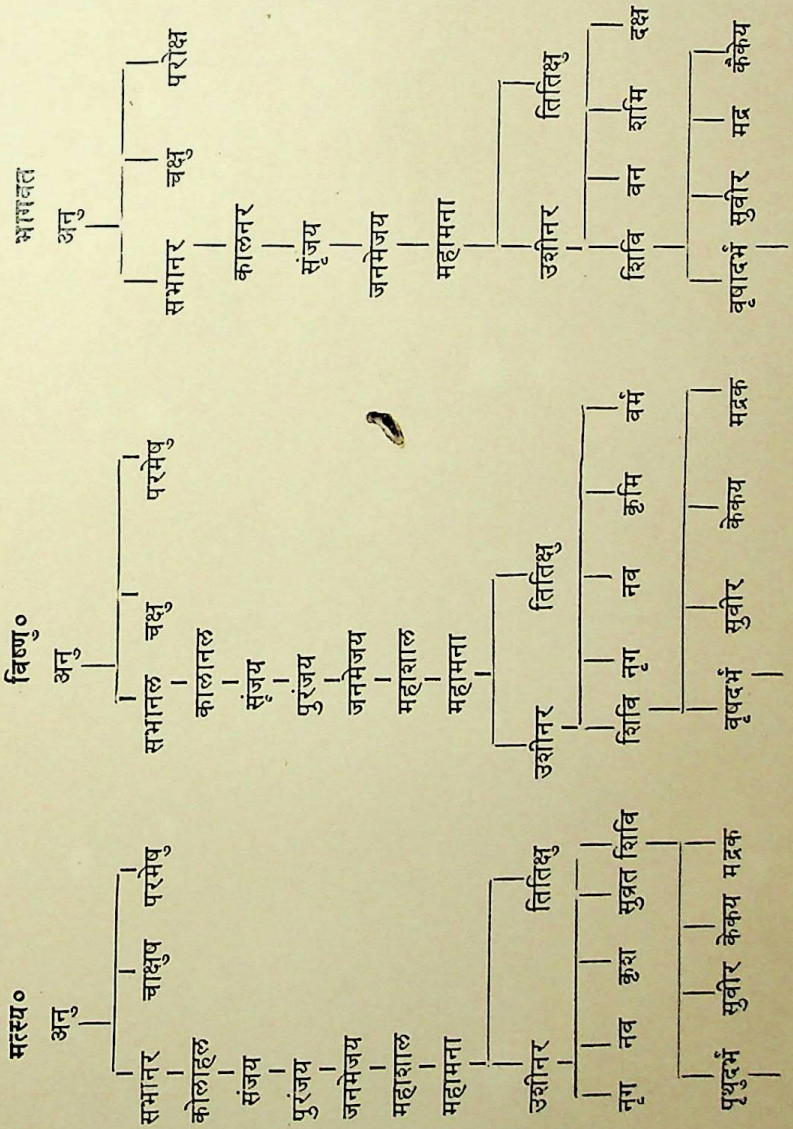 मत्स्य०
अनु
सभानर चाक्षुष परमेषु
कोलाहल
संजय
पुरंजय
जनमेजय
महाशाल
महामना
उशीनर तितिक्षु
नृग नव कृश सुव्रत शिवि
पृथुदर्भ सुवीर केकय मद्रक
विष्णु०
अनु
सभानल चक्षु परमेषु
कालानल
सृंजय
पुरंजय
जनमेजय
महाशाल
महामना
उशीनर तितिक्षु
शिवि नृग नव कृमि वर्म
वृषदर्भ सुवीर केकय मद्रक
भागवत
अनु
सभानर चक्षु परोक्ष
कालनर
सृंजय
जनमेजय
महामना
उशीनर तितिक्षु
शिवि वन शमि दक्ष
वृषादर्भ सुवीर मद्र कैकेय